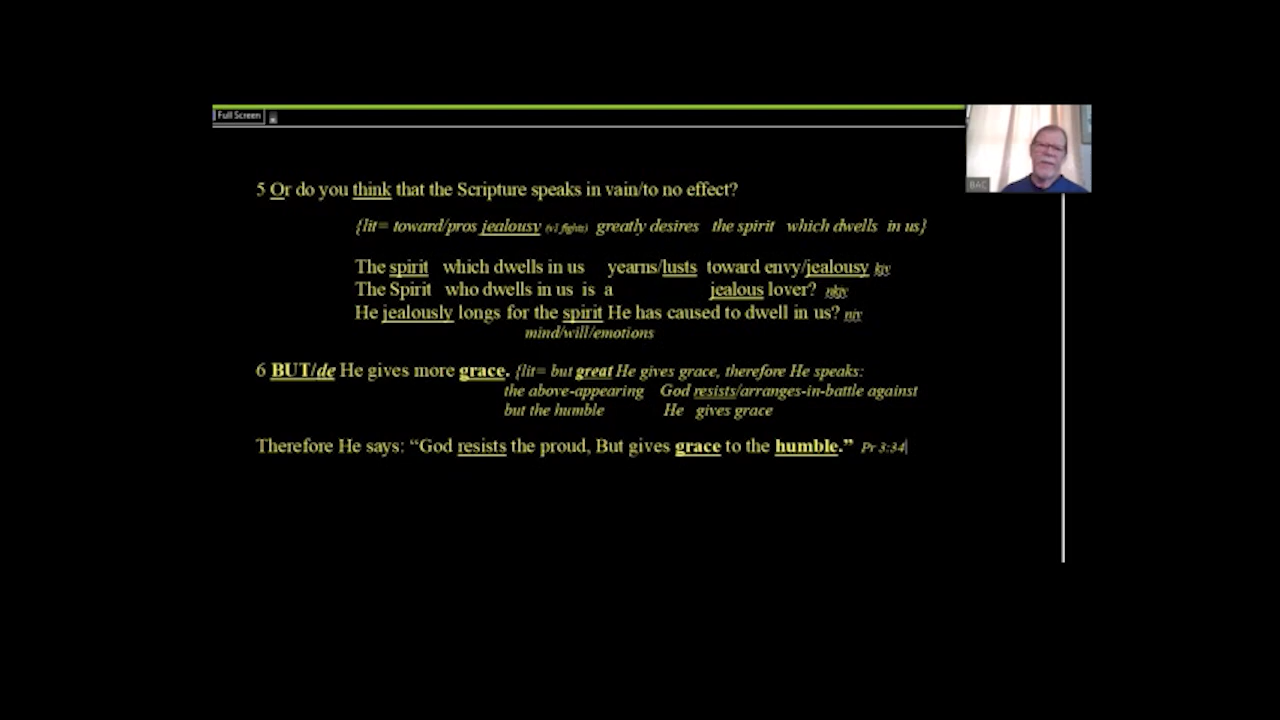 Full Screen
BAC
5 Or do you think that the Scripture speaks in vain/to no effect?
{lit= toward/pros jealousy (v1 fights) greatly desires the spirit which dwells in us}
The spirit which dwells in us yearns/lusts toward envy/jealousy kjv
The Spirit who dwells in us is a jealous lover? nkjv
He jealously longs for the spirit He has caused to dwell in us? niv
mind/will/emotions
6 BUT/de He gives more grace. {lit= but great He gives grace, therefore He speaks:
the above-appearing God resists/arranges-in-battle against
but the humble He gives grace
Therefore He says: “God resists the proud, But gives grace to the humble.” Pr 3:34